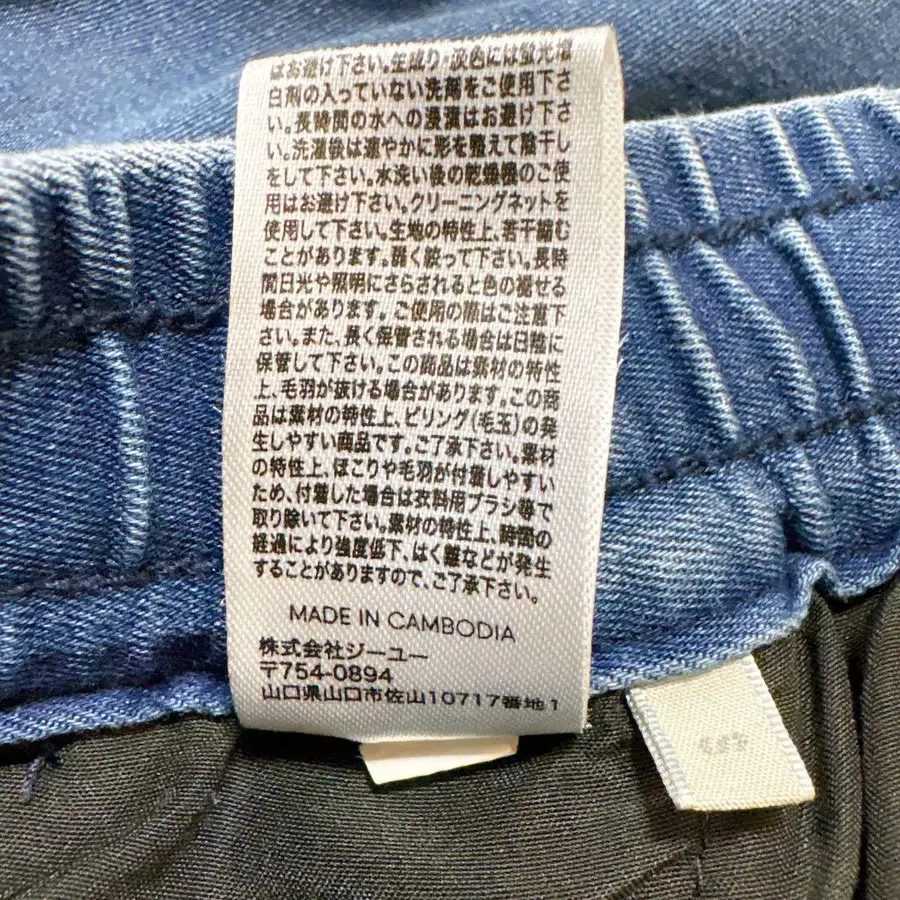 はお避け下さい。生成り・淡色には蛍光増
白剤の入っていない洗剤をご使用下さ
い。長時間の水への浸漬はお避け下さ
い。洗濯後は速やかに形を整えて陰干し
をして下さい。水洗い後の乾燥機のご使
用はお避け下さい。クリーニングネットを
使用して下さい。生地の特性上、若干縮む
ことがあります。弱く絞って下さい。長時
間日光や照明にさらされると色の褪せる
場合があります。ご使用の際はご注意下
さい。また、長く保管される場合は日陰に
保管して下さい。この商品は素材の特性
上、毛羽が抜ける場合があります。この商
品は素材の特性上、ピリング(毛玉)の発
生しやすい商品です。ご了承下さい。素材
の特性上、ほこりや毛羽が付着しやすい
ため、付着した場合は衣料用ブラシ等で
取り除いて下さい。素材の特性上、時間の
経過により強度低下、はく離などが発生
することがありますので、ご了承下さい。
MADE IN CAMBODIA
株式会社ジーユー
〒754-0894
山口県山口市佐山10717番地1